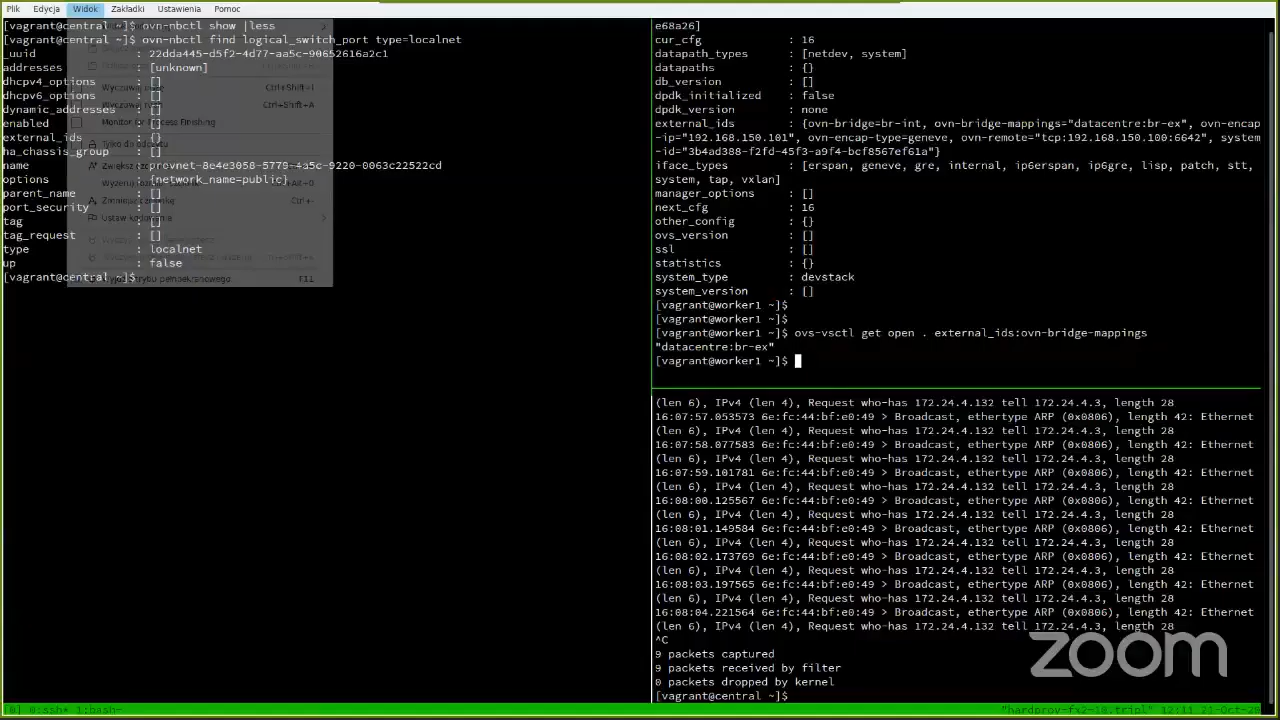 Plik Edycja Widok Zakładki Ustawienia Pomoc
[vagrant@central ~]$ ovn-nbctl show |less
[vagrant@central ~]$ ovn-nbctl find logical_switch_port type=localnet
_uuid : 22dda445-d5f2-4d77-aa5c-90652616a2c1
addresses : [unknown]
dhcpv4_options : []
dhcpv6_options : []
dynamic_addresses : []
enabled : []
external_ids : {}
ha_chassis_group : []
name : provnet-8e4e3058-5779-4a5c-9220-0063c22522cd
options : {network_name=public}
parent_name : []
port_security : []
tag : []
tag_request : []
type : localnet
up : false
[vagrant@central ~]$
Ctrl+Shift+I
Ctrl+Shift+A
Monitor for Process Finishing
Tylko do odczytu
Ctrl+-
Ustaw kodowanie
F11
e68a26]
cur_cfg : 16
datapath_types : [netdev, system]
datapaths : {}
db_version : []
dpdk_initialized : false
dpdk_version : none
external_ids : {ovn-bridge=br-int, ovn-bridge-mappings="datacentre:br-ex", ovn-encap
-ip="192.168.150.101", ovn-encap-type=geneve, ovn-remote="tcp:192.168.150.100:6642", system
-id="3b4ad388-f2fd-45f3-a9f4-bcf8567ef61a"}
iface_types : [erspan, geneve, gre, internal, ip6erspan, ip6gre, lisp, patch, stt,
system, tap, vxlan]
manager_options : []
next_cfg : 16
other_config : {}
ovs_version : []
ssl : []
statistics : {}
system_type : devstack
system_version : []
[vagrant@worker1 ~]$
[vagrant@worker1 ~]$
[vagrant@worker1 ~]$ ovs-vsctl get open . external_ids:ovn-bridge-mappings
"datacentre:br-ex"
[vagrant@worker1 ~]$
(len 6), IPv4 (len 4), Request who-has 172.24.4.132 tell 172.24.4.3, length 28
16:07:57.053573 6e:fc:44:bf:e0:49 > Broadcast, ethertype ARP (0x0806), length 42: Ethernet
(len 6), IPv4 (len 4), Request who-has 172.24.4.132 tell 172.24.4.3, length 28
16:07:58.077583 6e:fc:44:bf:e0:49 > Broadcast, ethertype ARP (0x0806), length 42: Ethernet
(len 6), IPv4 (len 4), Request who-has 172.24.4.132 tell 172.24.4.3, length 28
16:07:59.101781 6e:fc:44:bf:e0:49 > Broadcast, ethertype ARP (0x0806), length 42: Ethernet
(len 6), IPv4 (len 4), Request who-has 172.24.4.132 tell 172.24.4.3, length 28
16:08:00.125567 6e:fc:44:bf:e0:49 > Broadcast, ethertype ARP (0x0806), length 42: Ethernet
(len 6), IPv4 (len 4), Request who-has 172.24.4.132 tell 172.24.4.3, length 28
16:08:01.149584 6e:fc:44:bf:e0:49 > Broadcast, ethertype ARP (0x0806), length 42: Ethernet
(len 6), IPv4 (len 4), Request who-has 172.24.4.132 tell 172.24.4.3, length 28
16:08:02.173769 6e:fc:44:bf:e0:49 > Broadcast, ethertype ARP (0x0806), length 42: Ethernet
(len 6), IPv4 (len 4), Request who-has 172.24.4.132 tell 172.24.4.3, length 28
16:08:03.197565 6e:fc:44:bf:e0:49 > Broadcast, ethertype ARP (0x0806), length 42: Ethernet
(len 6), IPv4 (len 4), Request who-has 172.24.4.132 tell 172.24.4.3, length 28
16:08:04.221564 6e:fc:44:bf:e0:49 > Broadcast, ethertype ARP (0x0806), length 42: Ethernet
(len 6), IPv4 (len 4), Request who-has 172.24.4.132 tell 172.24.4.3, length 28
^C
9 packets captured
9 packets received by filter
0 packets dropped by kernel
[vagrant@central ~]$
zoom
[0] 0:ssh* 1:bash- "hardprov-fx2-18.tripl" 12:11 21-Oct-20